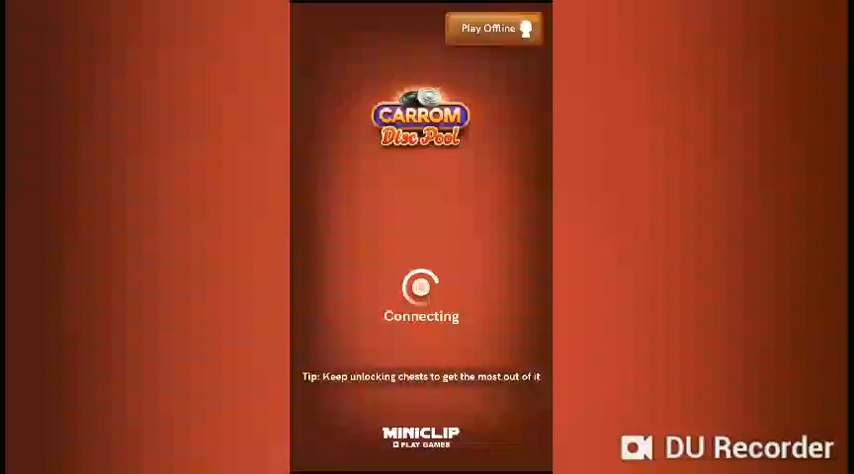 Play Offline
CARROM
Disc Pool
Connecting
Tip: Keep unlocking chests to get the most out of it
MINICLIP
PLAY GAMES
DU Recorder